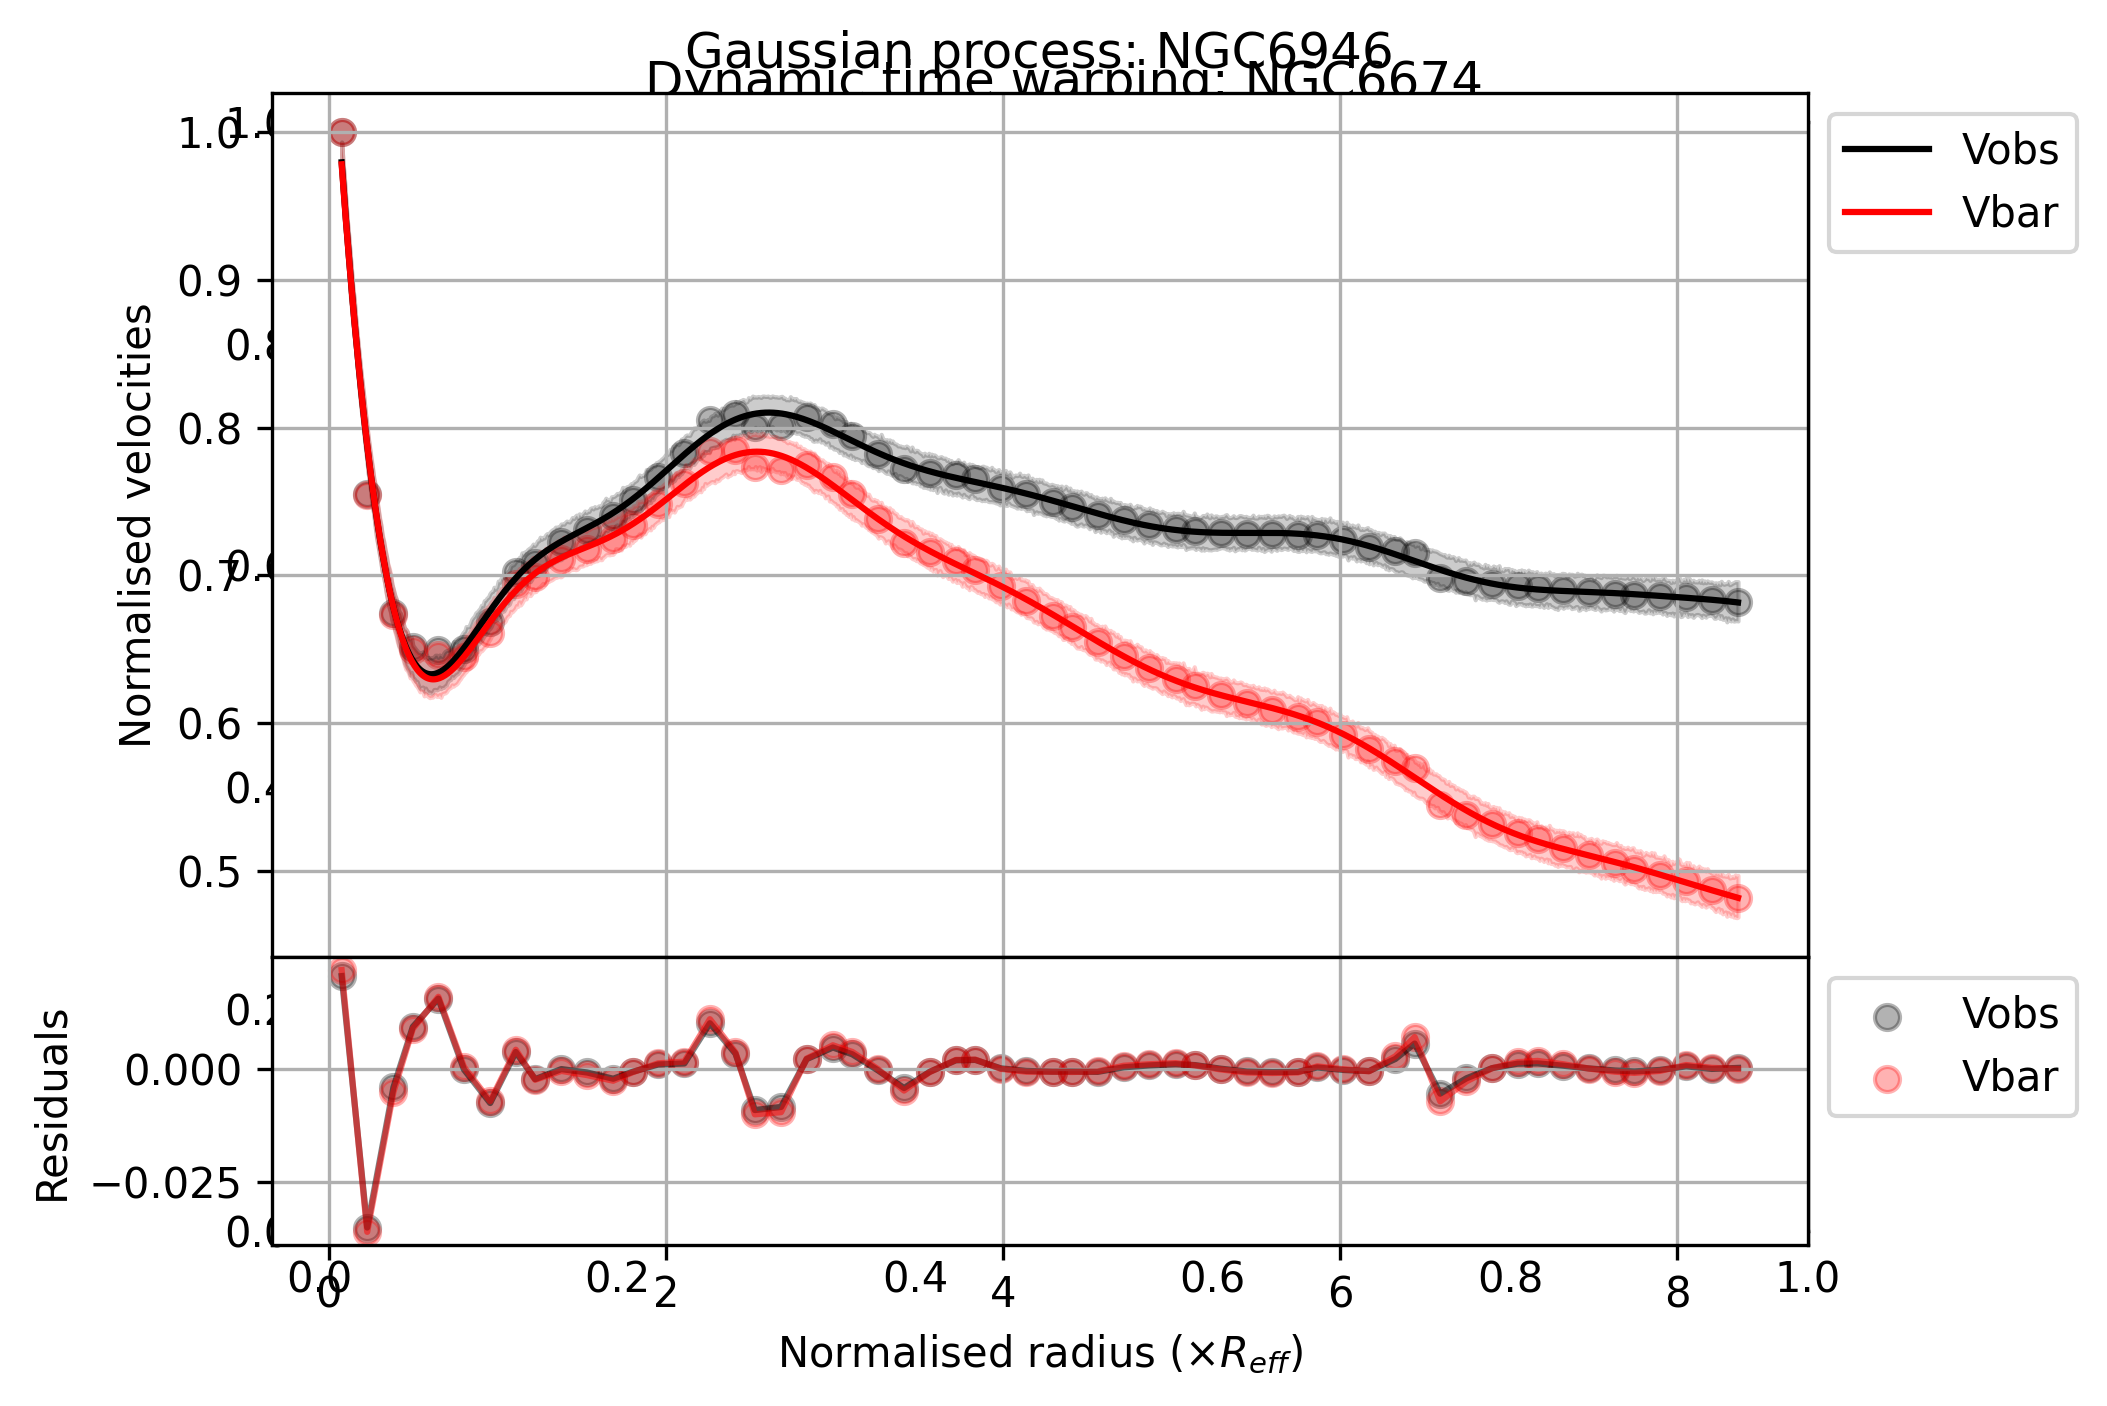 Gaussian process: NGC6946
Dynamic time warping: NGC6674
1.0
0.9
0.8
0.7
0.6
0.5
Normalised velocities
Vobs
Vbar
0.000
−0.025
Residuals
Vobs
Vbar
0.0 0.2 0.4 0.6 0.8 1.0
0 2 4 6 8
Normalised radius (×R_eff)